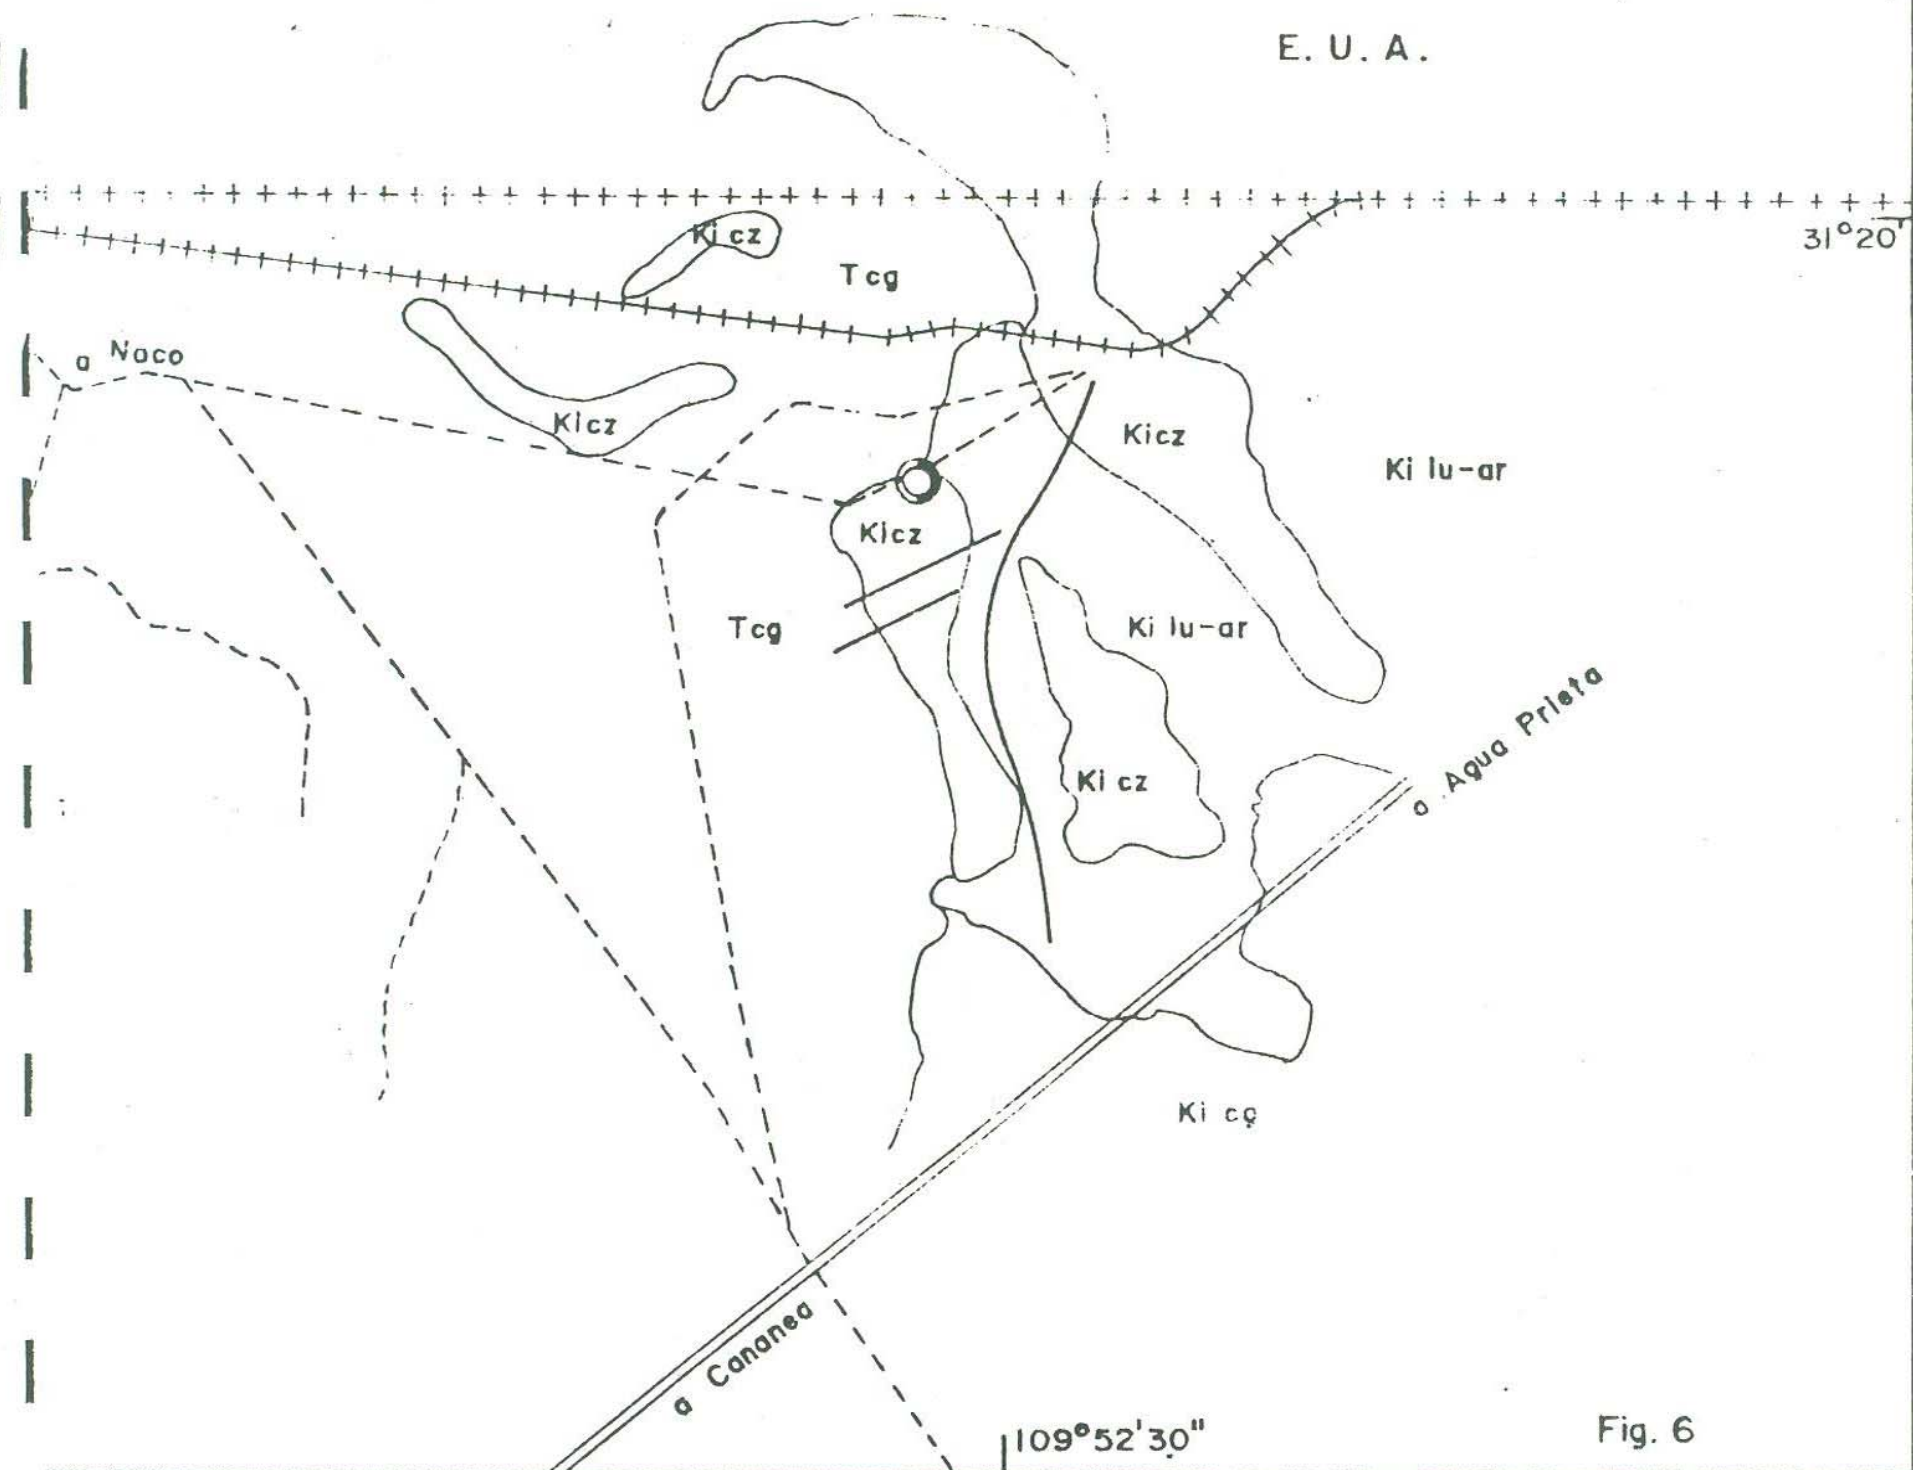 E. U. A.
31°20'
Ki cz
Tcg
a Naco
Kicz
Kicz
Ki lu-ar
Kicz
Tcg
Ki lu-ar
a Agua Prieta
Ki cz
Ki cg
a Cananea
109°52'30"
Fig. 6